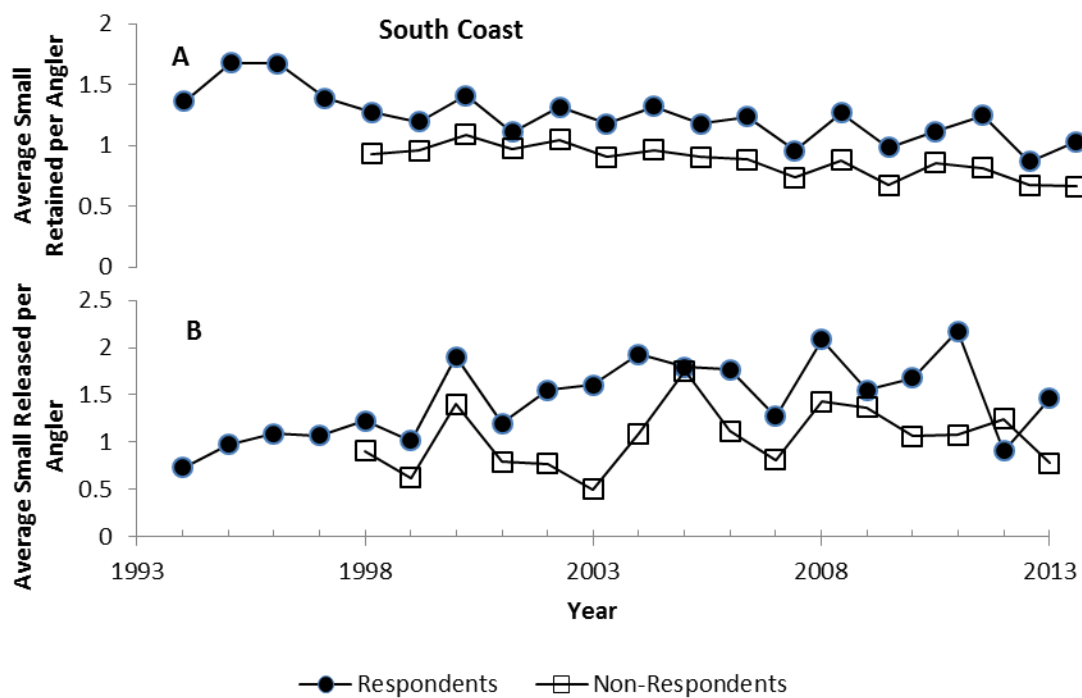 South Coast
A
Average Small
Retained per Angler
2
1.5
1
0.5
0
B
Average Small Released per
Angler
2.5
2
1.5
1
0.5
0
1993
1998
2003
2008
2013
Year
Respondents
Non-Respondents